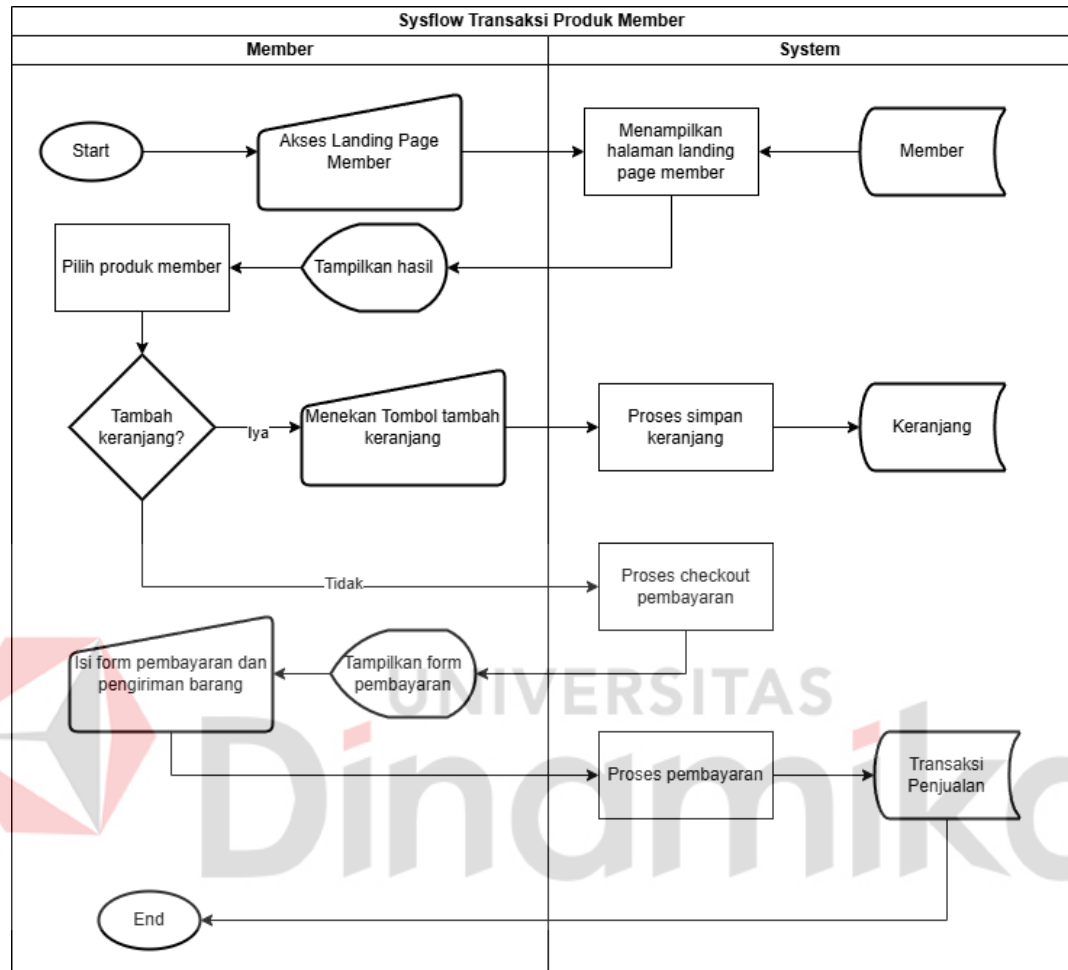 Sysflow Transaksi Produk Member
Member
System
Start
Akses Landing Page
Member
Menampilkan
halaman landing
page member
Member
Pilih produk member
Tampilkan hasil
Tambah
keranjang?
Iya
Menekan Tombol tambah
keranjang
Proses simpan
keranjang
Keranjang
Tidak
Proses checkout
pembayaran
Isi form pembayaran dan
pengiriman barang
Tampilkan form
pembayaran
UNIVERSITAS
Dinamika
Proses pembayaran
Transaksi
Penjualan
End